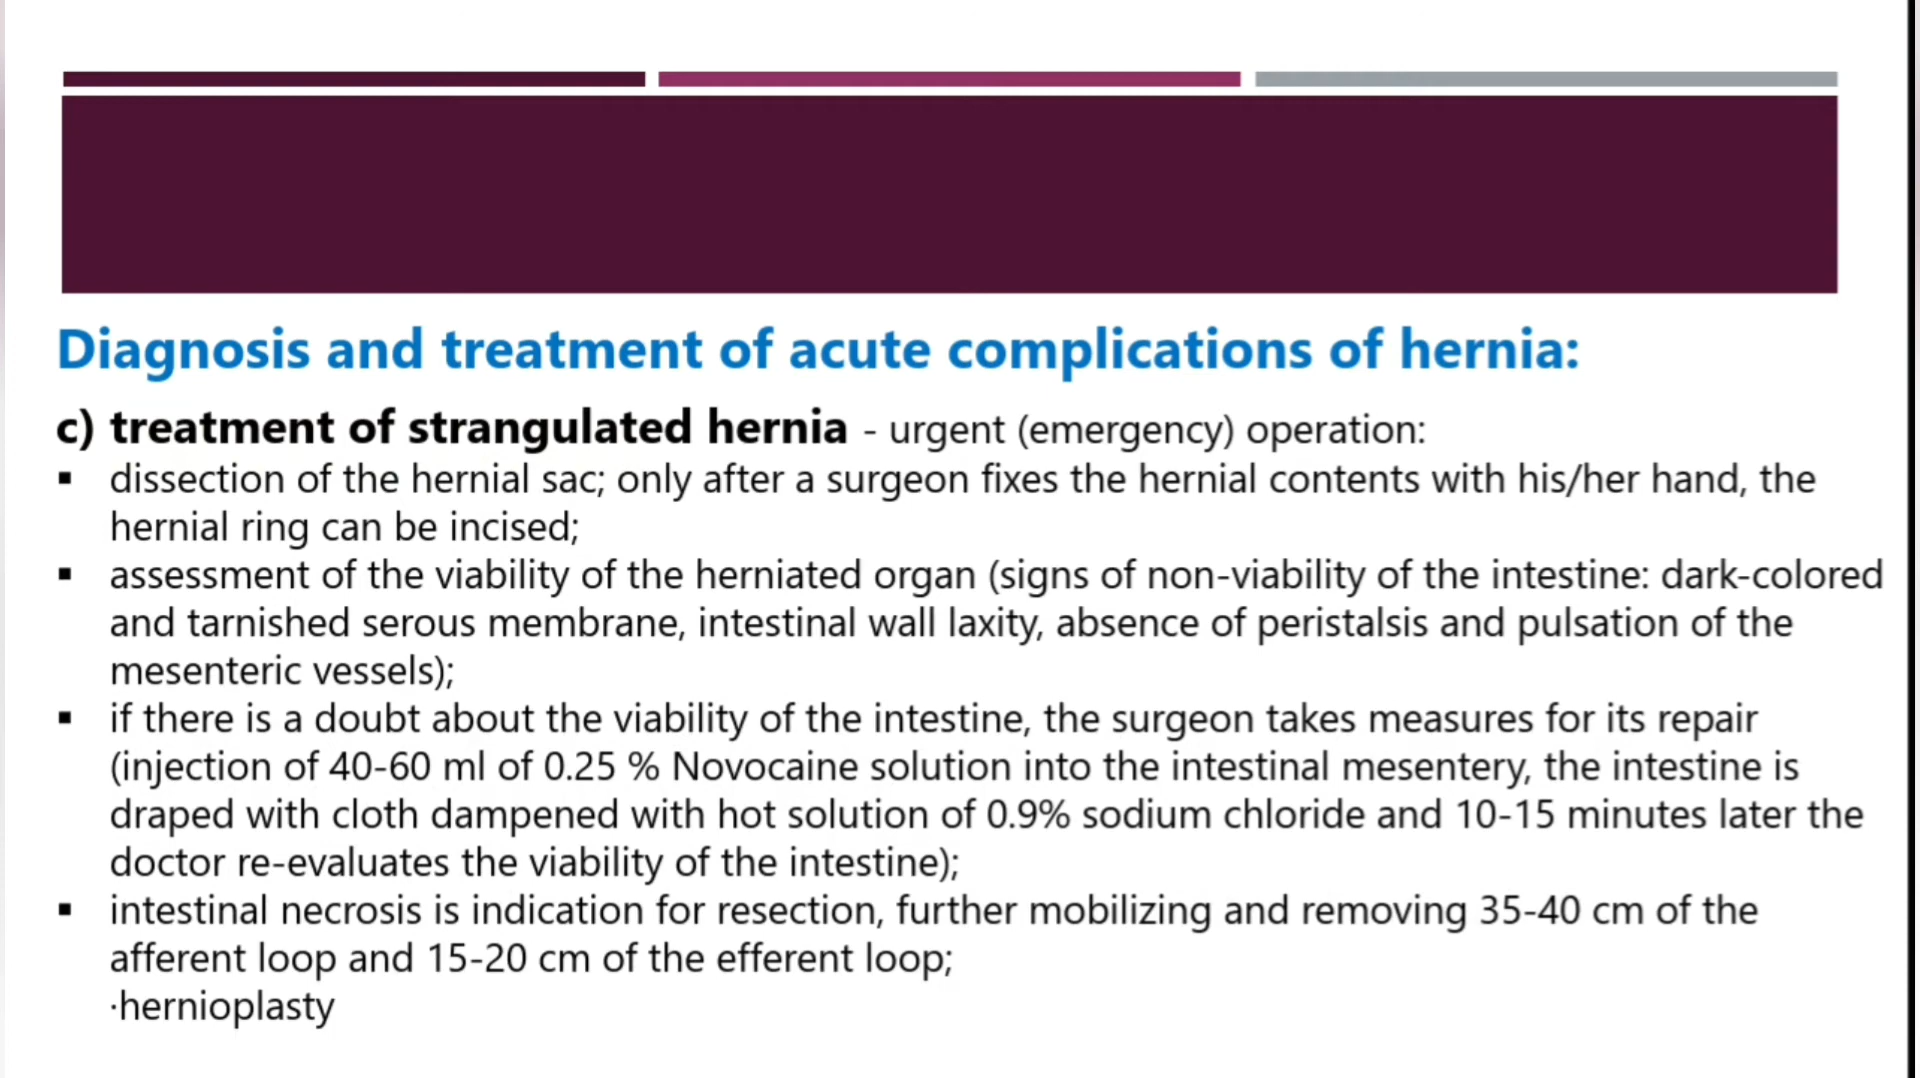 Diagnosis and treatment of acute complications of hernia:
c) treatment of strangulated hernia - urgent (emergency) operation:
▪ dissection of the hernial sac; only after a surgeon fixes the hernial contents with his/her hand, the
hernial ring can be incised;
▪ assessment of the viability of the herniated organ (signs of non-viability of the intestine: dark-colored
and tarnished serous membrane, intestinal wall laxity, absence of peristalsis and pulsation of the
mesenteric vessels);
▪ if there is a doubt about the viability of the intestine, the surgeon takes measures for its repair
(injection of 40-60 ml of 0.25 % Novocaine solution into the intestinal mesentery, the intestine is
draped with cloth dampened with hot solution of 0.9% sodium chloride and 10-15 minutes later the
doctor re-evaluates the viability of the intestine);
▪ intestinal necrosis is indication for resection, further mobilizing and removing 35-40 cm of the
afferent loop and 15-20 cm of the efferent loop;
·hernioplasty